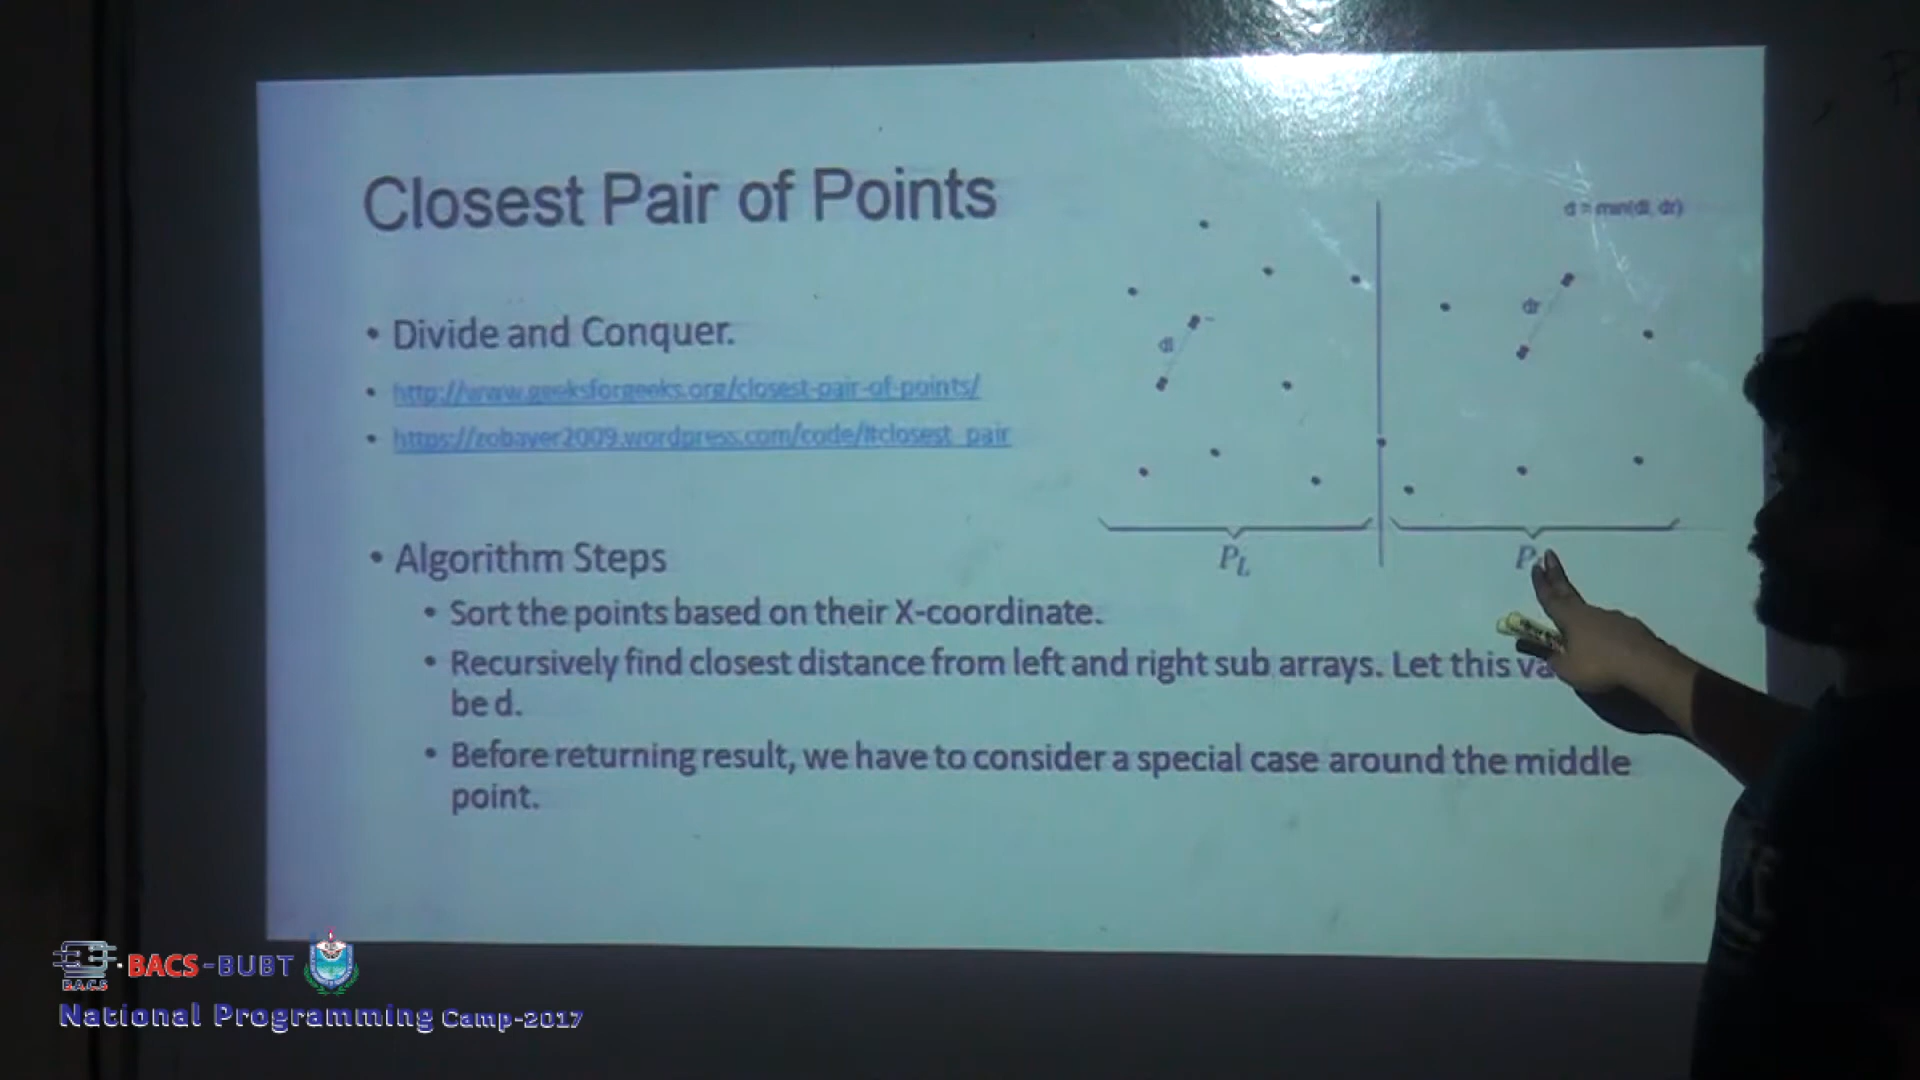 Closest Pair of Points
d = min(dl, dr)
• Divide and Conquer.
• http://www.geeksforgeeks.org/closest-pair-of-points/
• https://zobayer2009.wordpress.com/code/#closest_pair
dl
dr
P_L
P
• Algorithm Steps
• Sort the points based on their X-coordinate.
• Recursively find closest distance from left and right sub arrays. Let this
be d.
• Before returning result, we have to consider a special case around the middle
point.
B.A.C.S
BACS-BUBT
National Programming Camp-2017